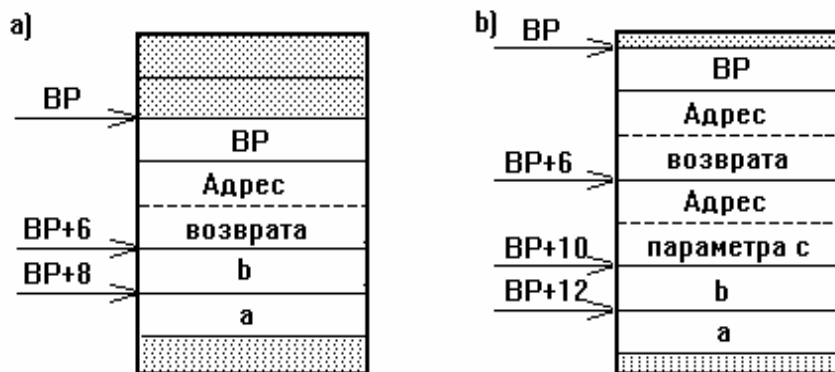 a)
BP
BP
Адрес
возврата
BP+6
b
BP+8
a
b)
BP
BP
Адрес
возврата
BP+6
Адрес
параметра c
BP+10
b
BP+12
a